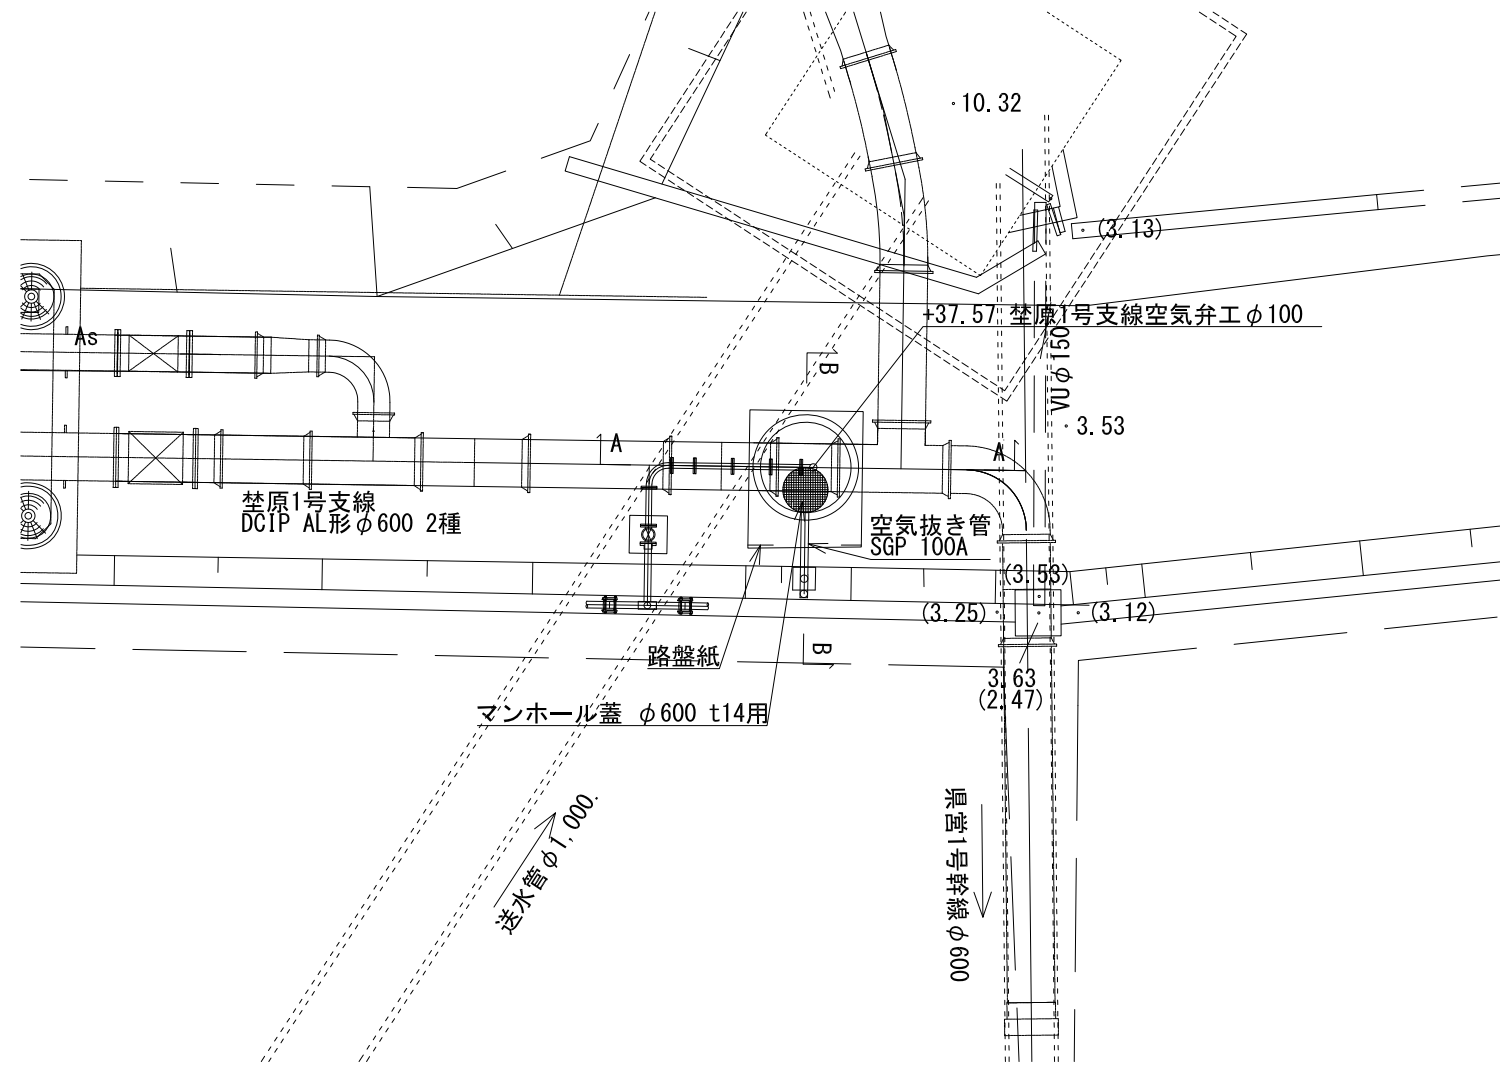 10.32
(3.13)
+37.57 埜原1号支線空気弁工φ100
As
VUφ150
B
3.53
A
A
埜原1号支線
DCIP AL形φ600 2種
空気抜き管
SGP 100A
(3.53)
(3.25)
(3.12)
路盤紙
B
3.63
(2.47)
マンホール蓋 φ600 t14用
送水管φ1,000.
県営1号幹線φ600